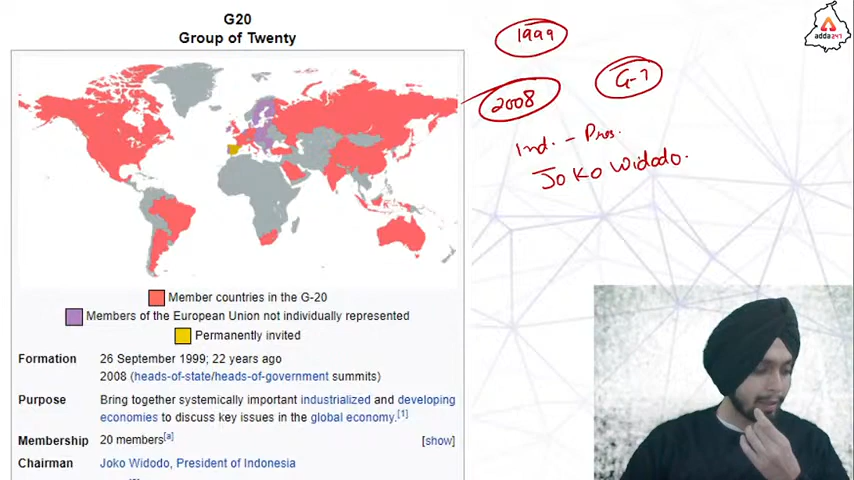 G20
Group of Twenty
Member countries in the G-20
Members of the European Union not individually represented
Permanently invited
Formation 26 September 1999; 22 years ago
2008 (heads-of-state/heads-of-government summits)
Purpose Bring together systemically important industrialized and developing
economies to discuss key issues in the global economy.[1]
Membership 20 members[a] [show]
Chairman Joko Widodo, President of Indonesia
1999
2008 G-7
Ind. - Pres.
Joko Widodo.
adda247